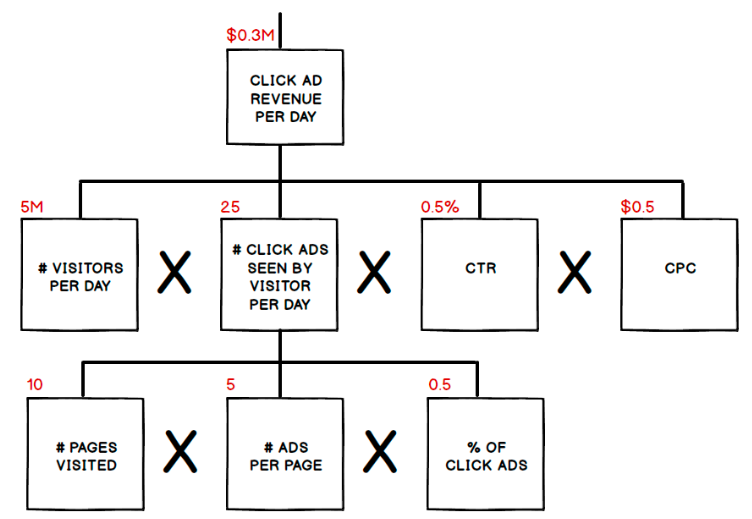 $0.3M
CLICK AD
REVENUE
PER DAY
5M
25
0.5%
$0.5
# VISITORS
PER DAY
X
# CLICK ADS
SEEN BY
VISITOR
PER DAY
X
CTR
X
CPC
10
5
0.5
# PAGES
VISITED
X
# ADS
PER PAGE
X
% OF
CLICK ADS